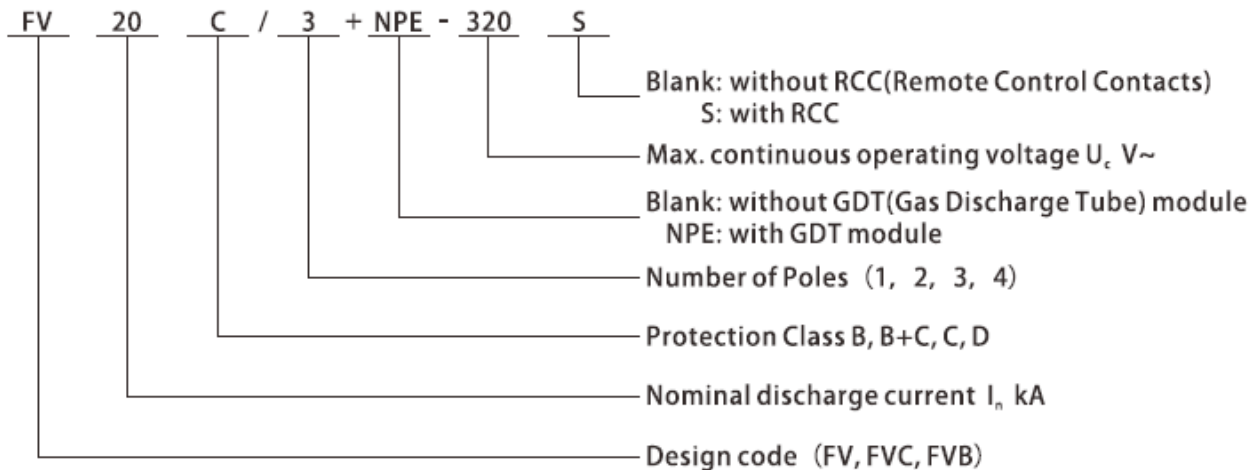 FV 20 C / 3 + NPE - 320 S
Blank: without RCC(Remote Control Contacts)
S: with RCC
Max. continuous operating voltage Uc V~
Blank: without GDT(Gas Discharge Tube) module
NPE: with GDT module
Number of Poles (1, 2, 3, 4)
Protection Class B, B+C, C, D
Nominal discharge current In kA
Design code (FV, FVC, FVB)